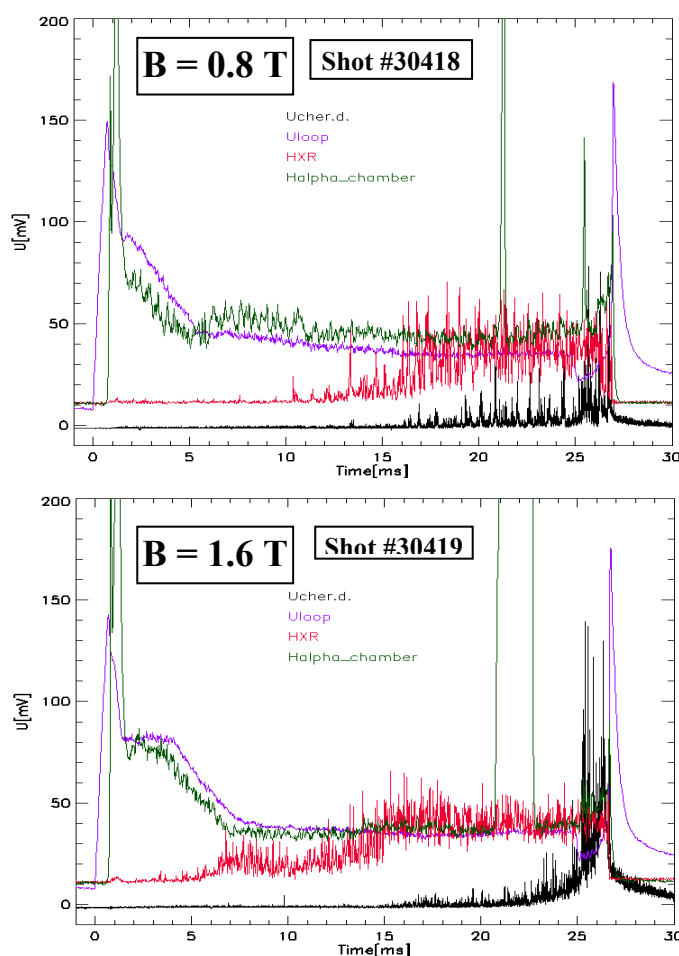 200
B = 0.8 T
Shot #30418
Ucher.d.
Uloop
HXR
Halpha_chamber
150
100
50
0
U[mV]
0 5 10 15 20 25 30
Time[ms]
200
B = 1.6 T
Shot #30419
Ucher.d.
Uloop
HXR
Halpha_chamber
150
100
50
0
U[mV]
0 5 10 15 20 25 30
Time[ms]